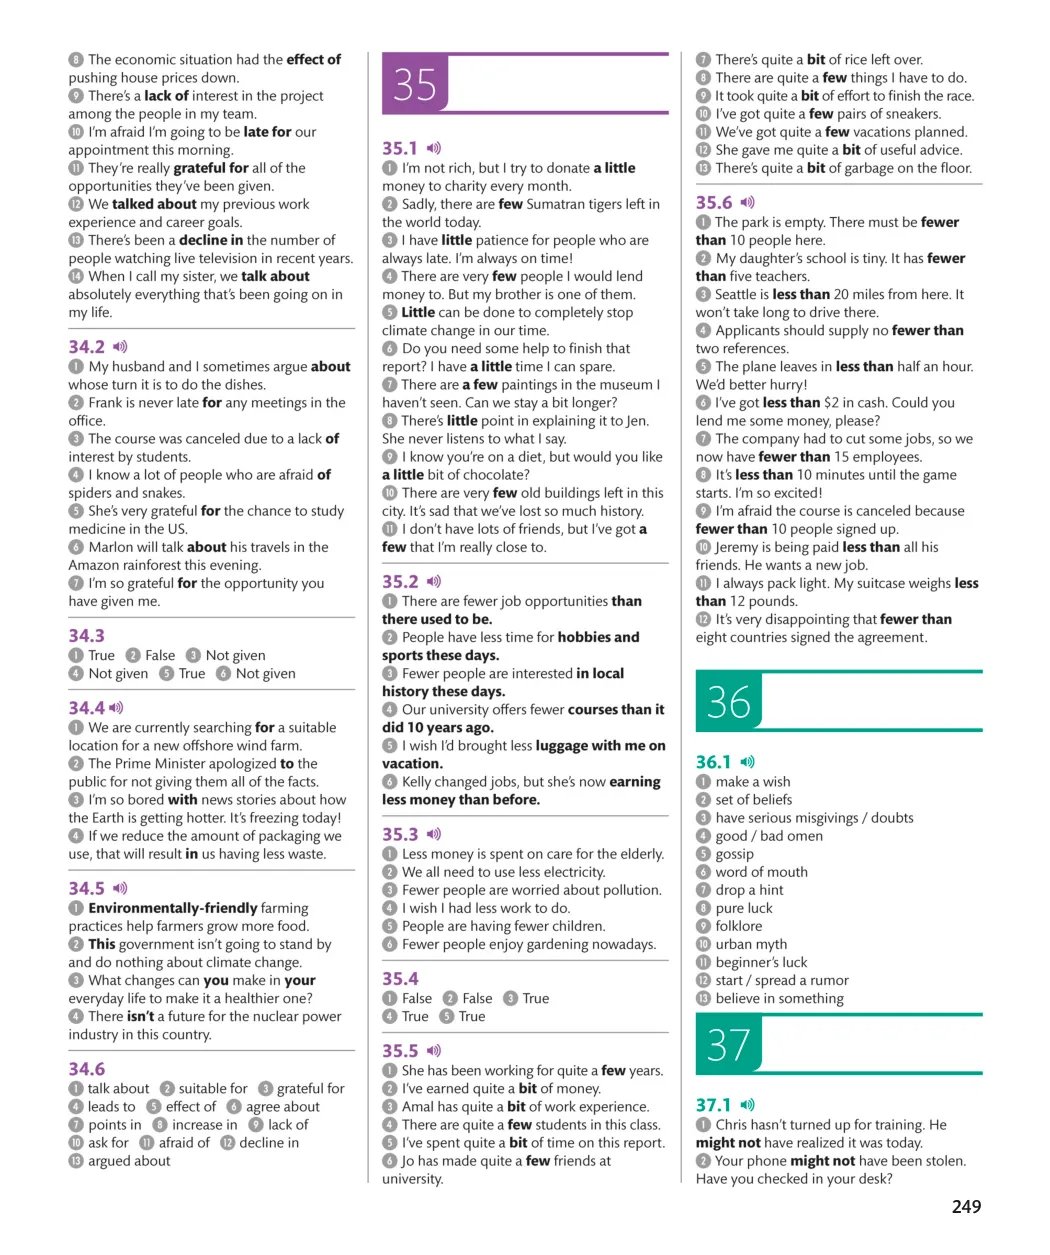 8 The economic situation had the effect of
pushing house prices down.
9 There's a lack of interest in the project
among the people in my team.
10 I'm afraid I'm going to be late for our
appointment this morning.
11 They're really grateful for all of the
opportunities they've been given.
12 We talked about my previous work
experience and career goals.
13 There's been a decline in the number of
people watching live television in recent years.
14 When I call my sister, we talk about
absolutely everything that's been going on in
my life.
34.2
1 My husband and I sometimes argue about
whose turn it is to do the dishes.
2 Frank is never late for any meetings in the
office.
3 The course was canceled due to a lack of
interest by students.
4 I know a lot of people who are afraid of
spiders and snakes.
5 She's very grateful for the chance to study
medicine in the US.
6 Marlon will talk about his travels in the
Amazon rainforest this evening.
7 I'm so grateful for the opportunity you
have given me.
34.3
1 True 2 False 3 Not given
4 Not given 5 True 6 Not given
34.4
1 We are currently searching for a suitable
location for a new offshore wind farm.
2 The Prime Minister apologized to the
public for not giving them all of the facts.
3 I'm so bored with news stories about how
the Earth is getting hotter. It's freezing today!
4 If we reduce the amount of packaging we
use, that will result in us having less waste.
34.5
1 Environmentally-friendly farming
practices help farmers grow more food.
2 This government isn't going to stand by
and do nothing about climate change.
3 What changes can you make in your
everyday life to make it a healthier one?
4 There isn't a future for the nuclear power
industry in this country.
34.6
1 talk about 2 suitable for 3 grateful for
4 leads to 5 effect of 6 agree about
7 points in 8 increase in 9 lack of
10 ask for 11 afraid of 12 decline in
13 argued about
35
35.1
1 I'm not rich, but I try to donate a little
money to charity every month.
2 Sadly, there are few Sumatran tigers left in
the world today.
3 I have little patience for people who are
always late. I'm always on time!
4 There are very few people I would lend
money to. But my brother is one of them.
5 Little can be done to completely stop
climate change in our time.
6 Do you need some help to finish that
report? I have a little time I can spare.
7 There are a few paintings in the museum I
haven't seen. Can we stay a bit longer?
8 There's little point in explaining it to Jen.
She never listens to what I say.
9 I know you're on a diet, but would you like
a little bit of chocolate?
10 There are very few old buildings left in this
city. It's sad that we've lost so much history.
11 I don't have lots of friends, but I've got a
few that I'm really close to.
35.2
1 There are fewer job opportunities than
there used to be.
2 People have less time for hobbies and
sports these days.
3 Fewer people are interested in local
history these days.
4 Our university offers fewer courses than it
did 10 years ago.
5 I wish I'd brought less luggage with me on
vacation.
6 Kelly changed jobs, but she's now earning
less money than before.
35.3
1 Less money is spent on care for the elderly.
2 We all need to use less electricity.
3 Fewer people are worried about pollution.
4 I wish I had less work to do.
5 People are having fewer children.
6 Fewer people enjoy gardening nowadays.
35.4
1 False 2 False 3 True
4 True 5 True
35.5
1 She has been working for quite a few years.
2 I've earned quite a bit of money.
3 Amal has quite a bit of work experience.
4 There are quite a few students in this class.
5 I've spent quite a bit of time on this report.
6 Jo has made quite a few friends at
university.
7 There's quite a bit of rice left over.
8 There are quite a few things I have to do.
9 It took quite a bit of effort to finish the race.
10 I've got quite a few pairs of sneakers.
11 We've got quite a few vacations planned.
12 She gave me quite a bit of useful advice.
13 There's quite a bit of garbage on the floor.
35.6
1 The park is empty. There must be fewer
than 10 people here.
2 My daughter's school is tiny. It has fewer
than five teachers.
3 Seattle is less than 20 miles from here. It
won't take long to drive there.
4 Applicants should supply no fewer than
two references.
5 The plane leaves in less than half an hour.
We'd better hurry!
6 I've got less than $2 in cash. Could you
lend me some money, please?
7 The company had to cut some jobs, so we
now have fewer than 15 employees.
8 It's less than 10 minutes until the game
starts. I'm so excited!
9 I'm afraid the course is canceled because
fewer than 10 people signed up.
10 Jeremy is being paid less than all his
friends. He wants a new job.
11 I always pack light. My suitcase weighs less
than 12 pounds.
12 It's very disappointing that fewer than
eight countries signed the agreement.
36
36.1
1 make a wish
2 set of beliefs
3 have serious misgivings / doubts
4 good / bad omen
5 gossip
6 word of mouth
7 drop a hint
8 pure luck
9 folklore
10 urban myth
11 beginner's luck
12 start / spread a rumor
13 believe in something
37
37.1
1 Chris hasn't turned up for training. He
might not have realized it was today.
2 Your phone might not have been stolen.
Have you checked in your desk?
249